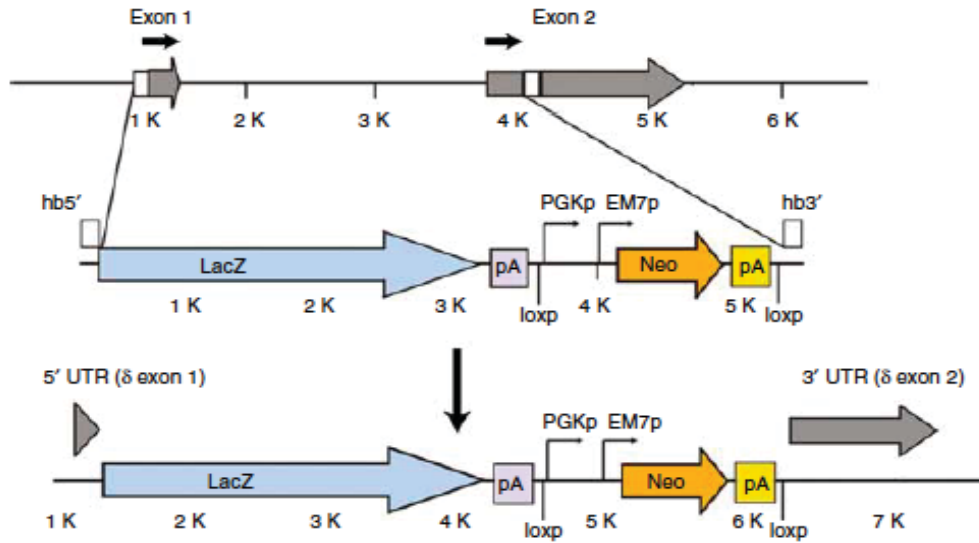 Exon 1 Exon 2
1 K 2 K 3 K 4 K 5 K 6 K
hb5′ PGKp EM7p hb3′
LacZ pA Neo pA
1 K 2 K 3 K 4 K 5 K
loxp loxp
5′ UTR (δ exon 1) 3′ UTR (δ exon 2)
PGKp EM7p
LacZ pA Neo pA
1 K 2 K 3 K 4 K 5 K 6 K 7 K
loxp loxp